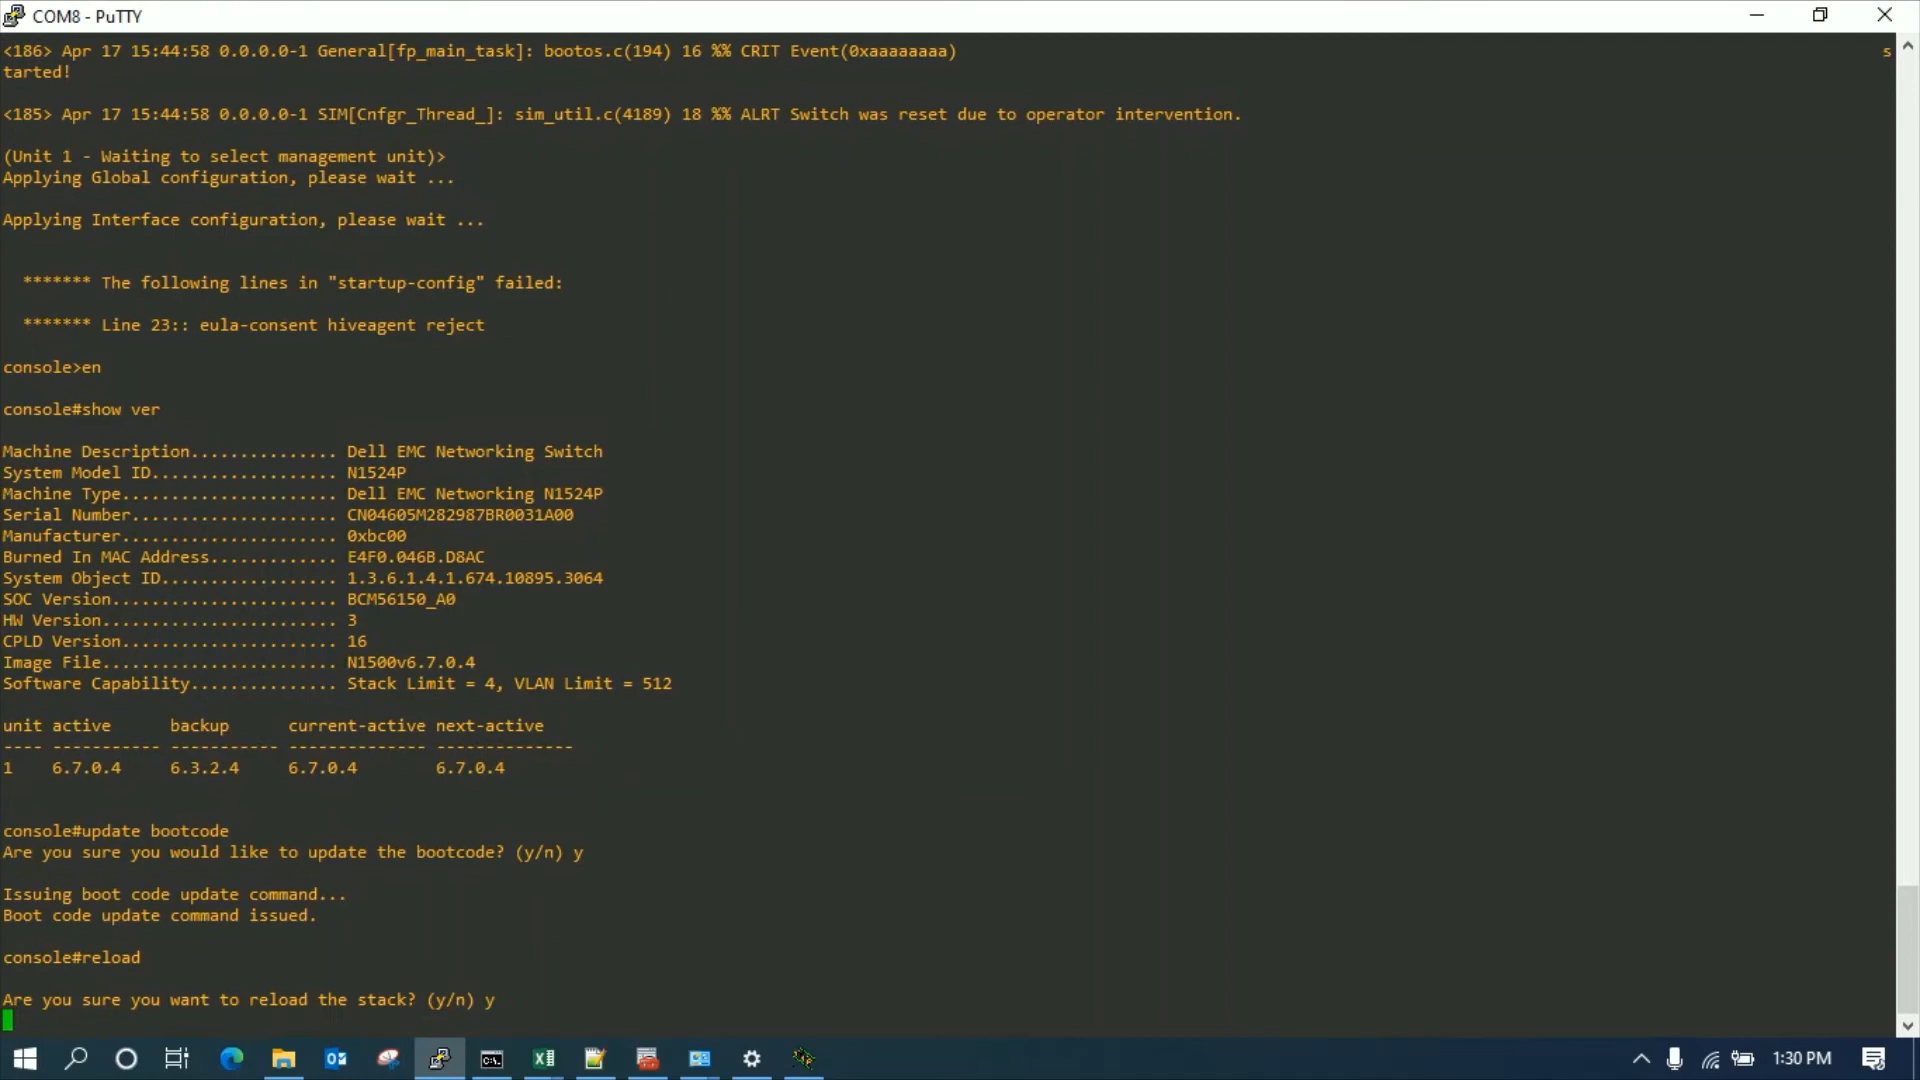 COM8 - PuTTY
<186> Apr 17 15:44:58 0.0.0.0-1 General[fp_main_task]: bootos.c(194) 16 %% CRIT Event(0xaaaaaaaa) s
tarted!
<185> Apr 17 15:44:58 0.0.0.0-1 SIM[Cnfgr_Thread_]: sim_util.c(4189) 18 %% ALRT Switch was reset due to operator intervention.
(Unit 1 - Waiting to select management unit)>
Applying Global configuration, please wait ...
Applying Interface configuration, please wait ...
******* The following lines in "startup-config" failed:
******* Line 23:: eula-consent hiveagent reject
console>en
console#show ver
Machine Description............... Dell EMC Networking Switch
System Model ID................... N1524P
Machine Type...................... Dell EMC Networking N1524P
Serial Number..................... CN04605M282987BR0031A00
Manufacturer...................... 0xbc00
Burned In MAC Address............. E4F0.046B.D8AC
System Object ID.................. 1.3.6.1.4.1.674.10895.3064
SOC Version....................... BCM56150_A0
HW Version........................ 3
CPLD Version...................... 16
Image File........................ N1500v6.7.0.4
Software Capability............... Stack Limit = 4, VLAN Limit = 512
unit active      backup      current-active next-active
---- ----------- ----------- -------------- --------------
1    6.7.0.4     6.3.2.4     6.7.0.4        6.7.0.4
console#update bootcode
Are you sure you would like to update the bootcode? (y/n) y
Issuing boot code update command...
Boot code update command issued.
console#reload
Are you sure you want to reload the stack? (y/n) y
1:30 PM